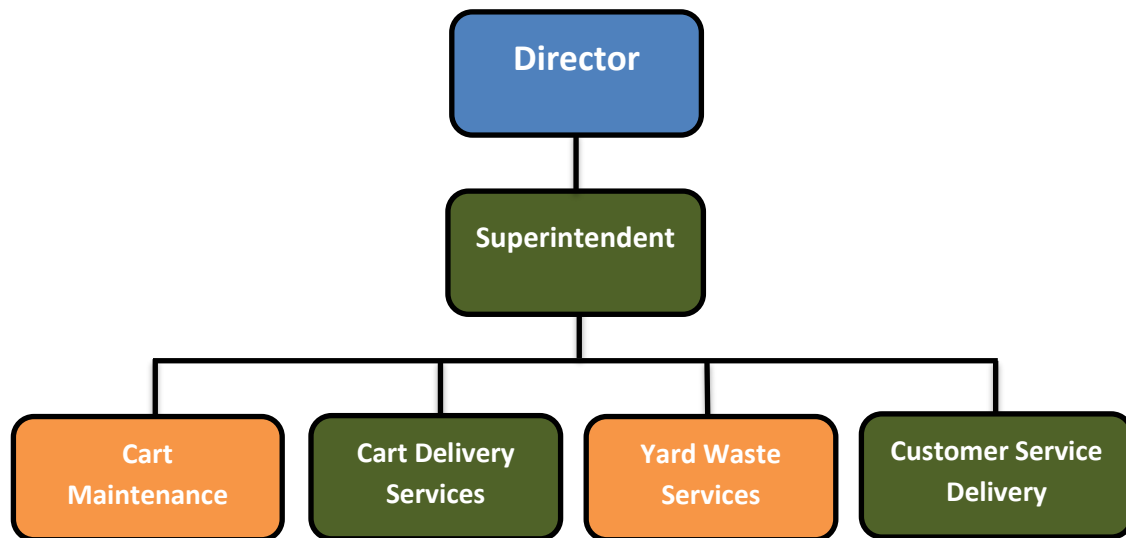 Director
Superintendent
Cart
Maintenance
Cart Delivery
Services
Yard Waste
Services
Customer Service
Delivery